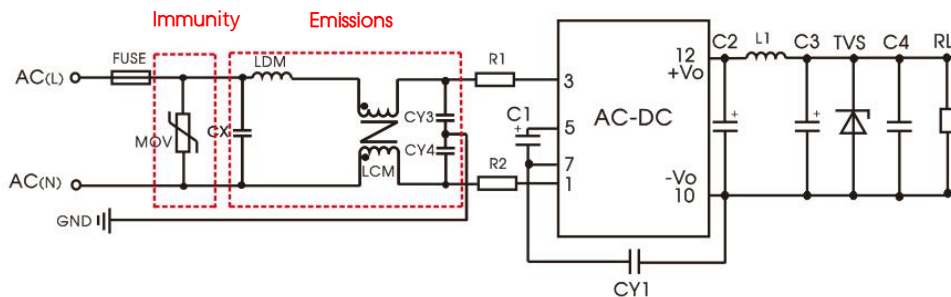 Immunity
Emissions
FUSE
AC(L)
LDM
MOV
CX
CY3
CY4
LCM
AC(N)
GND
R1
R2
C1
3
5
7
1
AC-DC
12
+Vo
-Vo
10
CY1
C2
L1
C3
TVS
C4
RL
+
+
+